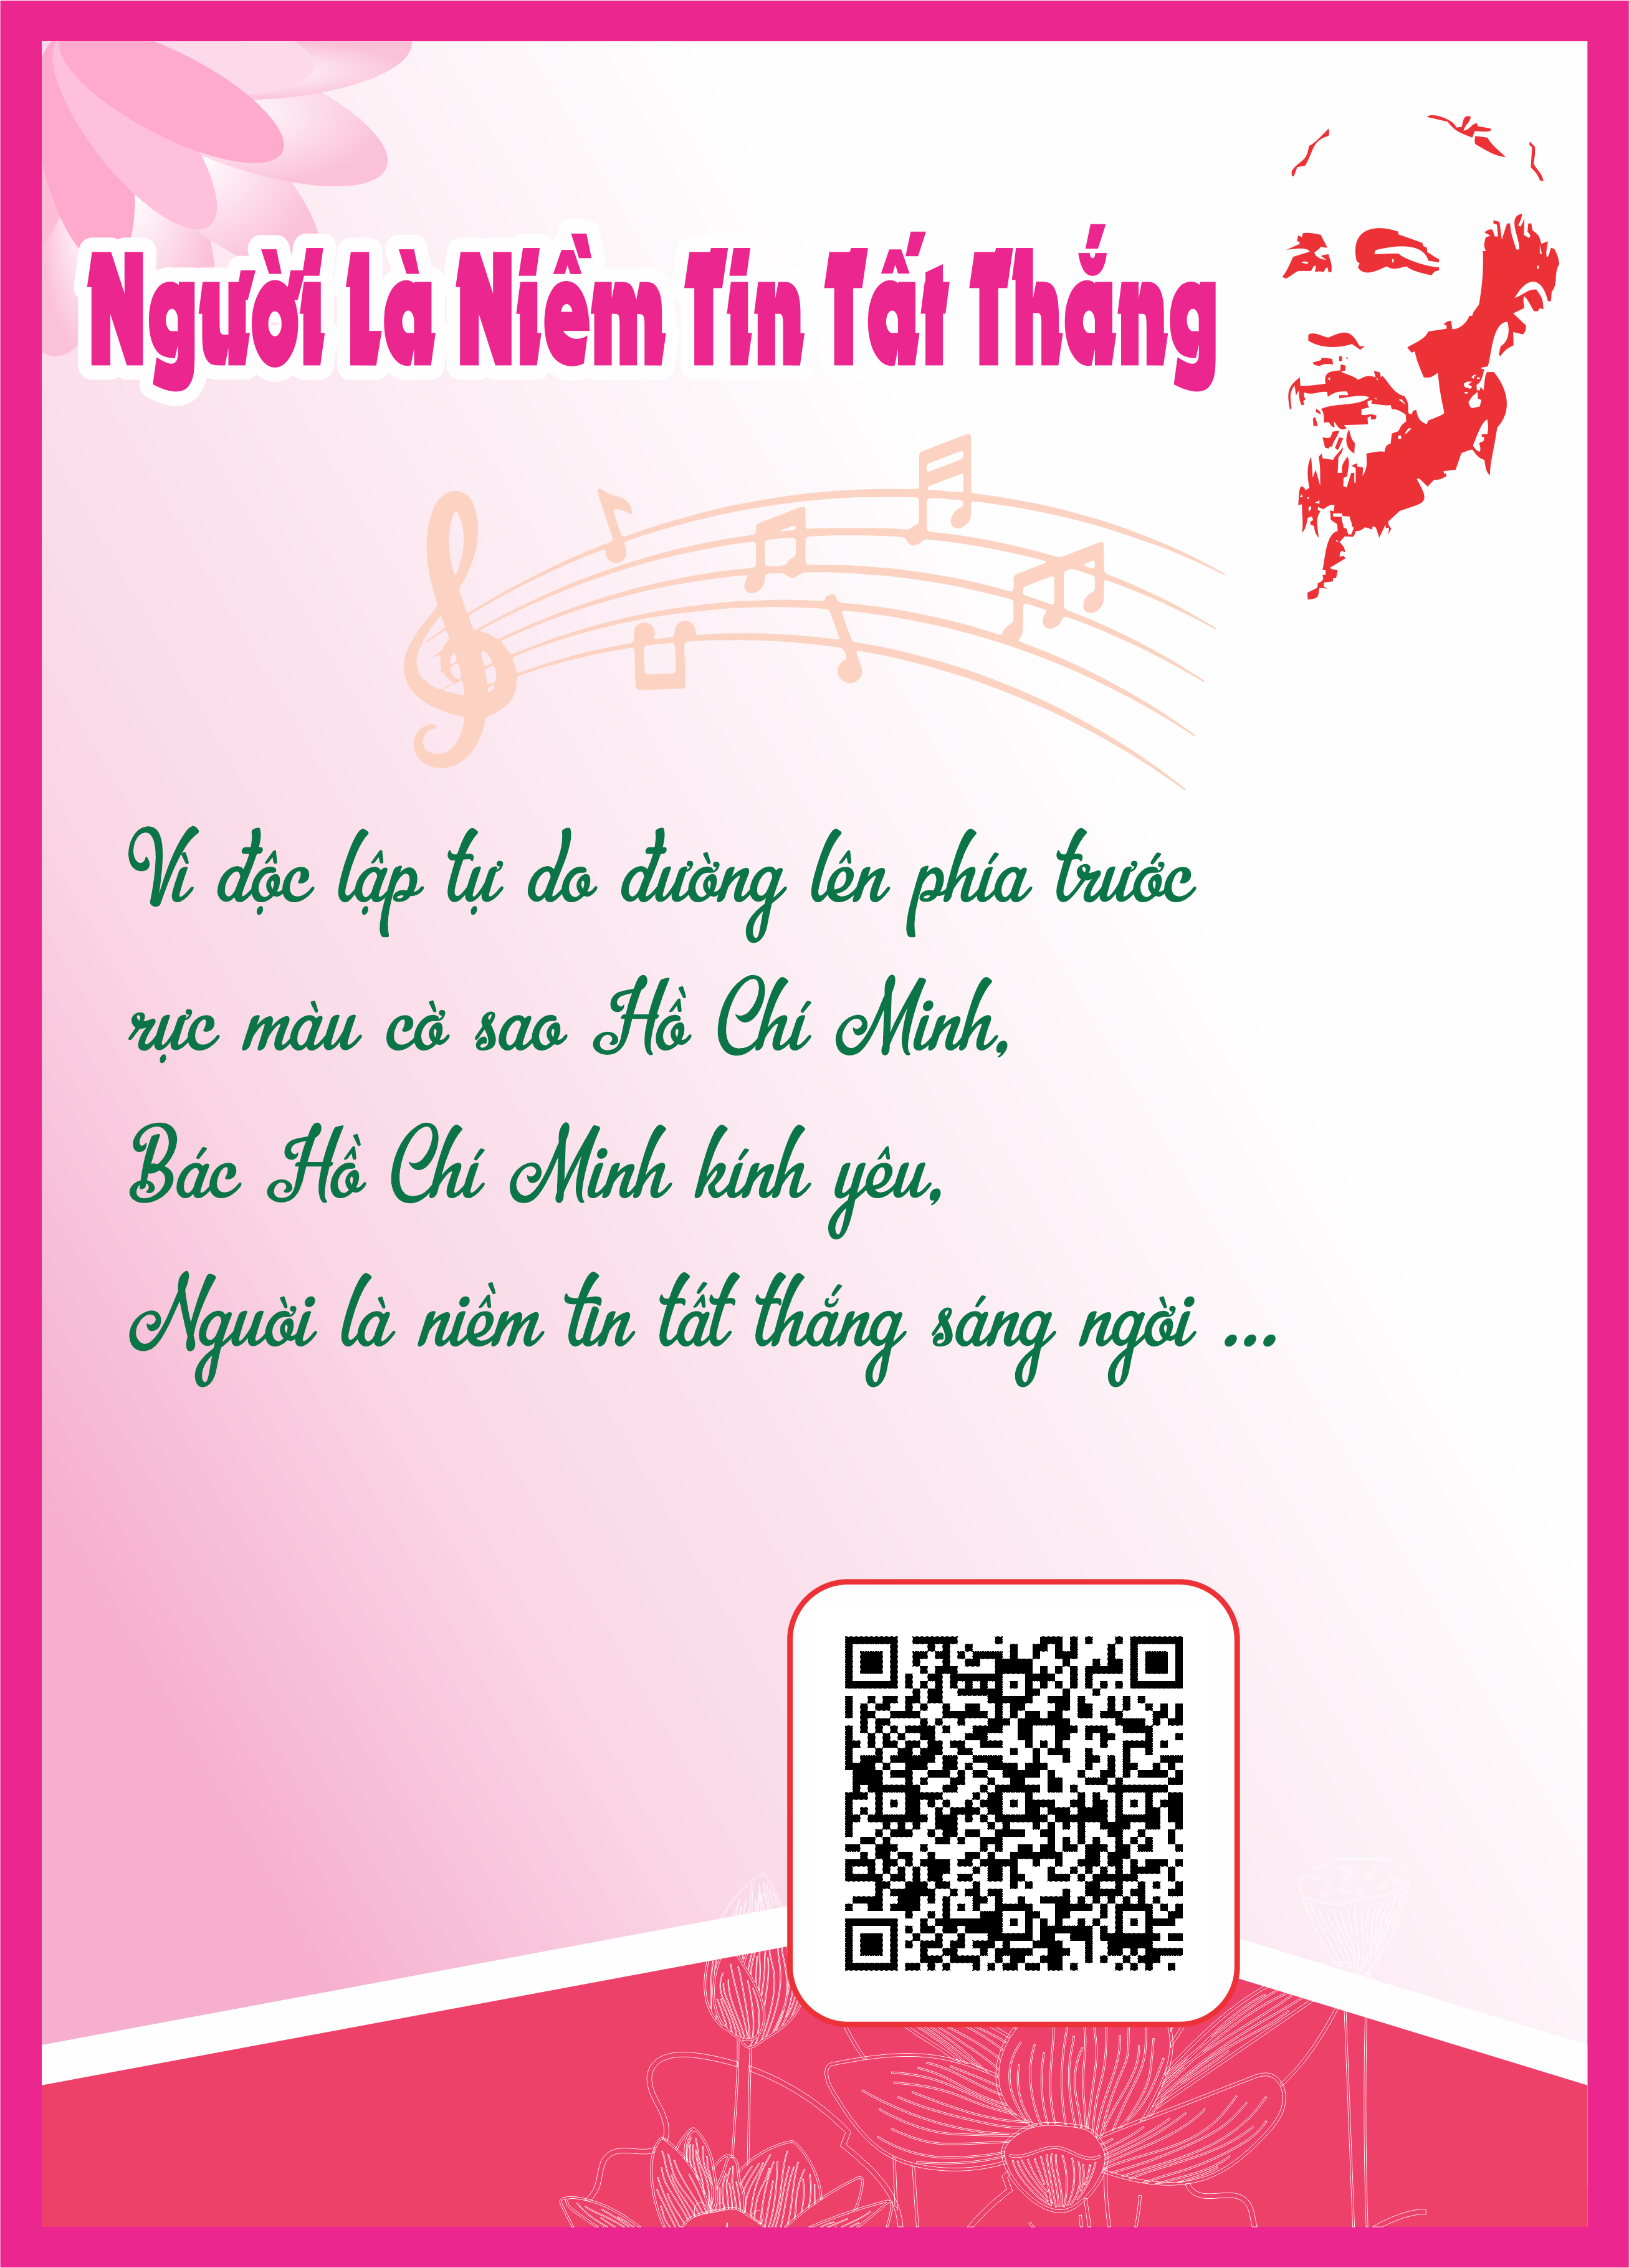 Người Là Niềm Tin Tất Thắng
Vì độc lập tự do đường lên phía trước
rực màu cờ sao Hồ Chí Minh,
Bác Hồ Chí Minh kính yêu,
Nguời là niềm tin tất thắng sáng ngời ...